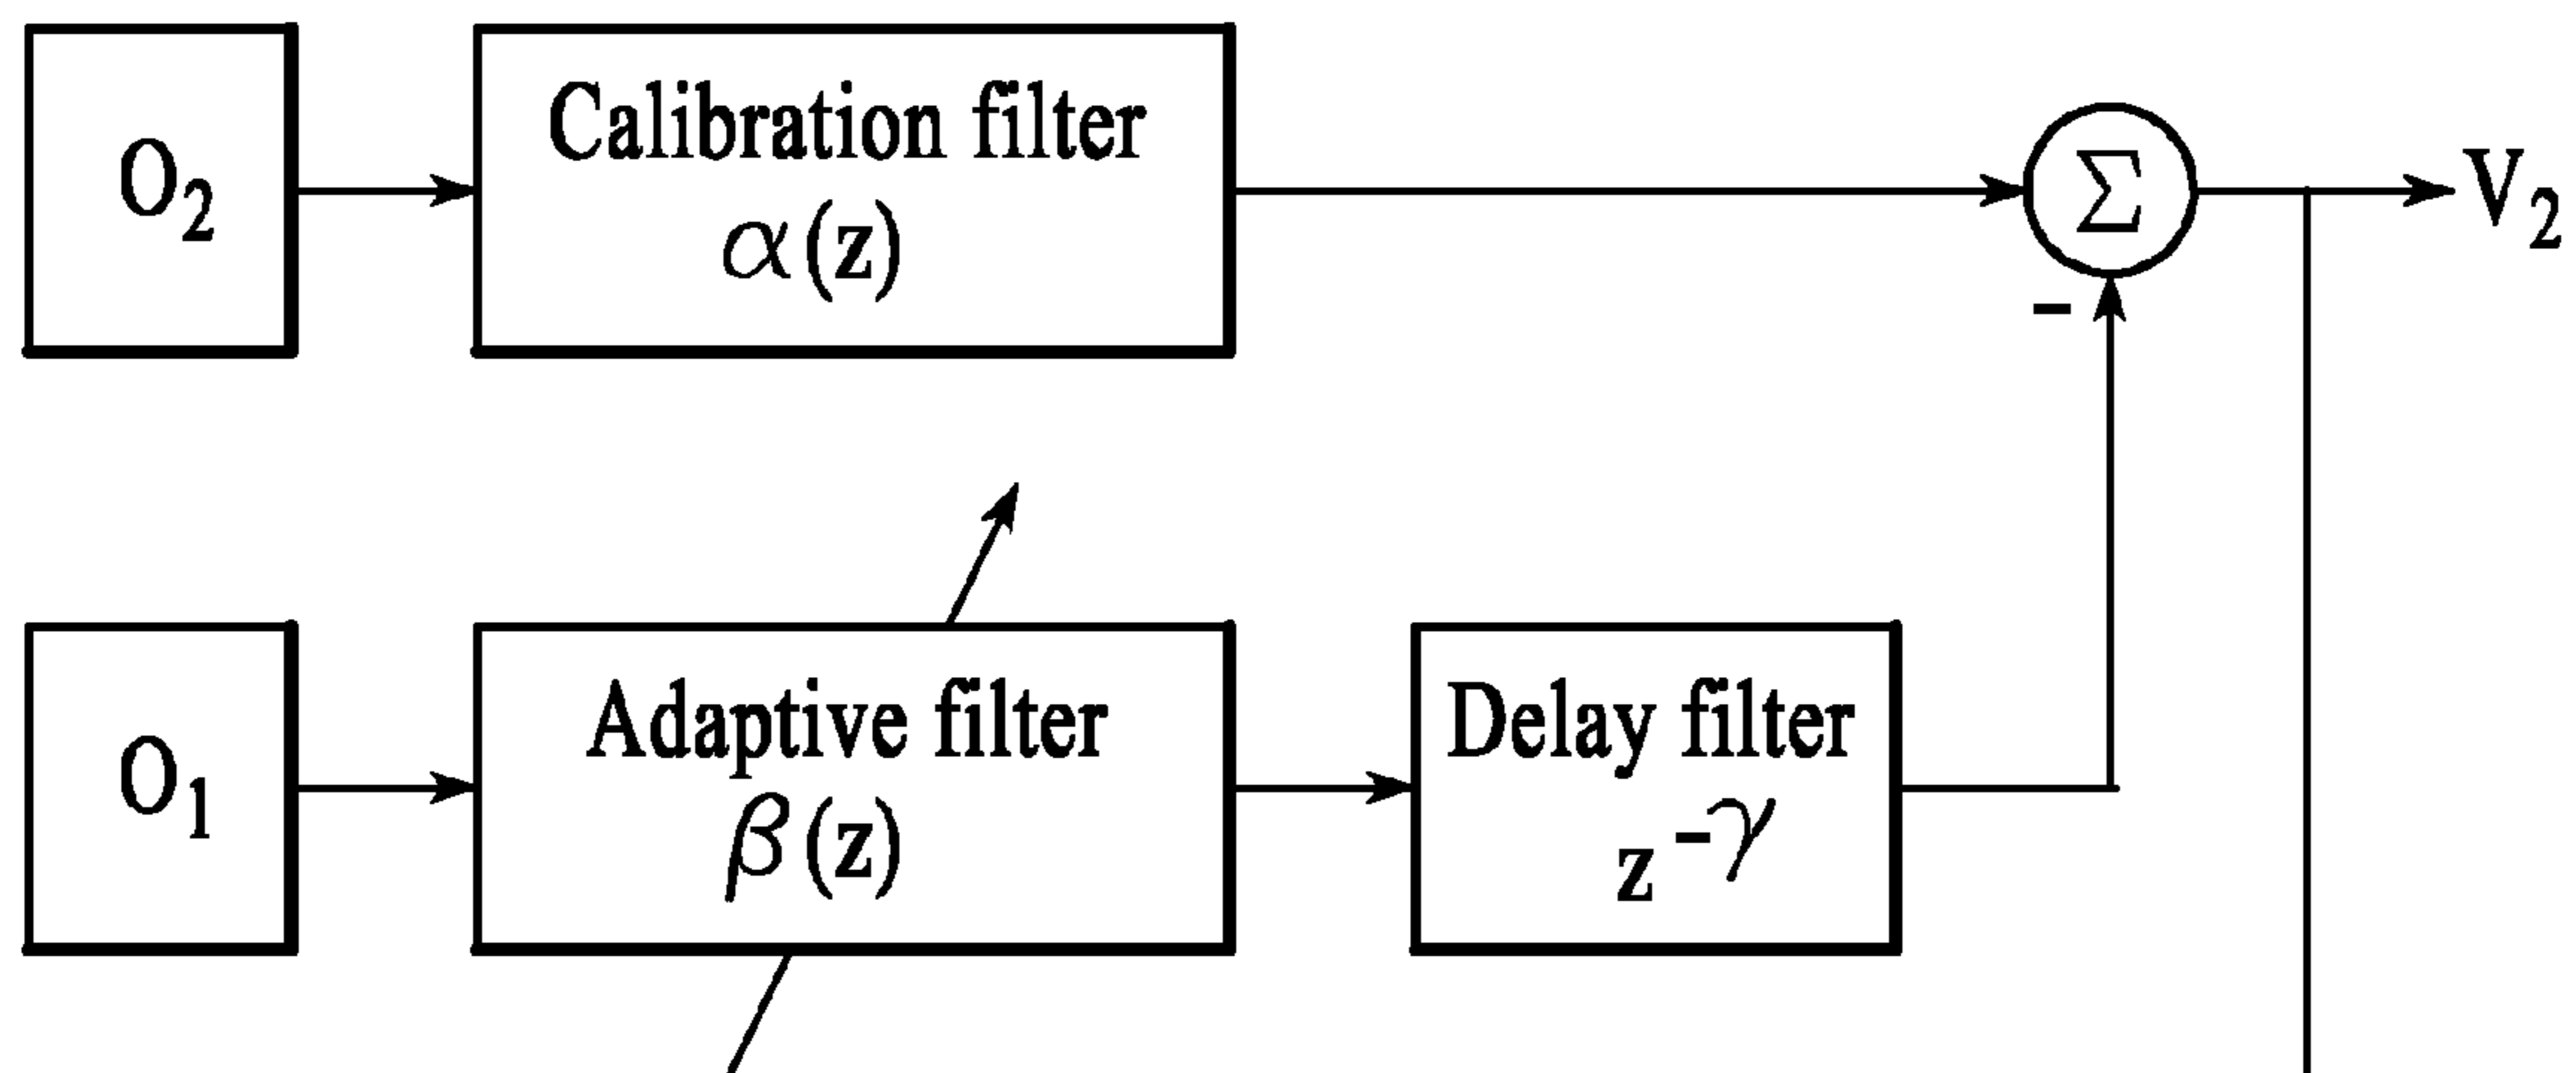 O₂
Calibration filter
α(z)
Σ
V₂
-
O₁
Adaptive filter
β(z)
Delay filter
z⁻ᵞ